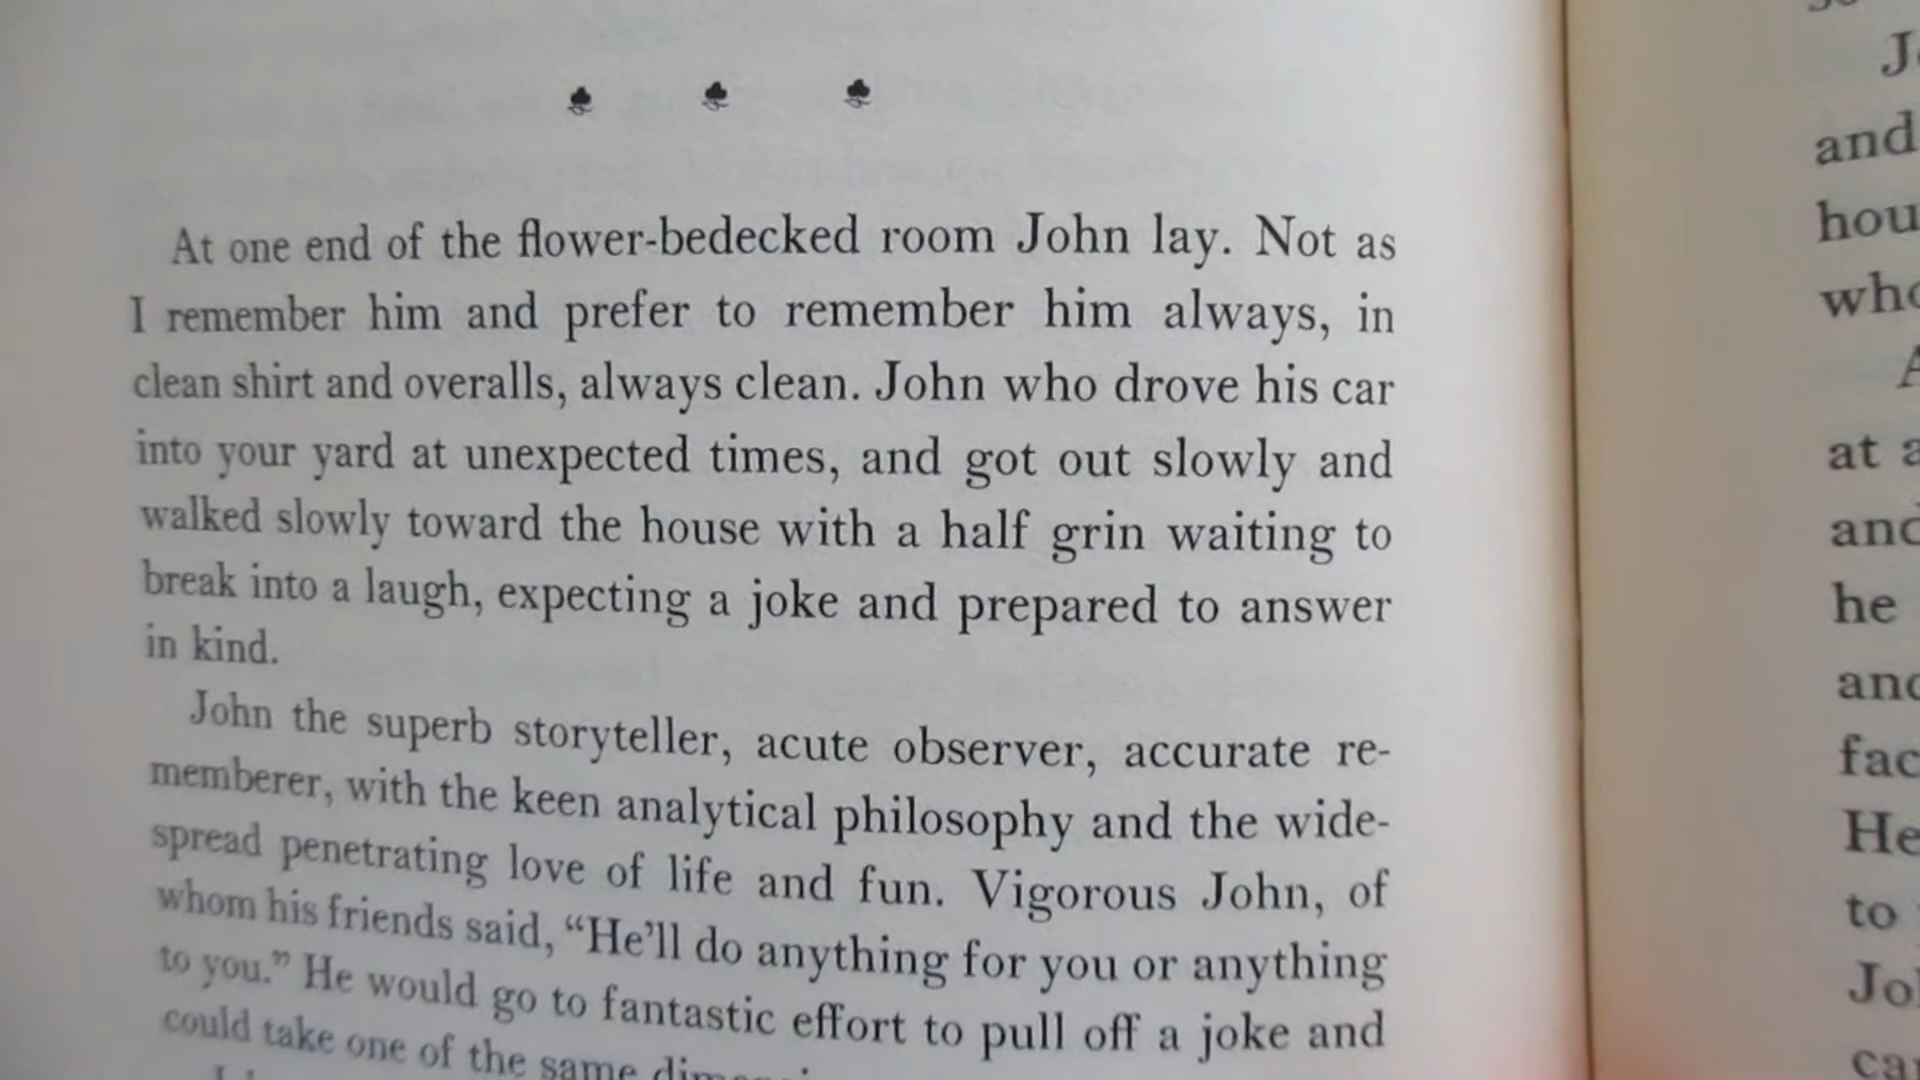 At one end of the flower-bedecked room John lay. Not as
I remember him and prefer to remember him always, in
clean shirt and overalls, always clean. John who drove his car
into your yard at unexpected times, and got out slowly and
walked slowly toward the house with a half grin waiting to
break into a laugh, expecting a joke and prepared to answer
in kind.
John the superb storyteller, acute observer, accurate re-
memberer, with the keen analytical philosophy and the wide-
spread penetrating love of life and fun. Vigorous John, of
whom his friends said, “He’ll do anything for you or anything
to you.” He would go to fantastic effort to pull off a joke and
could take one of the same
and
at
he
to